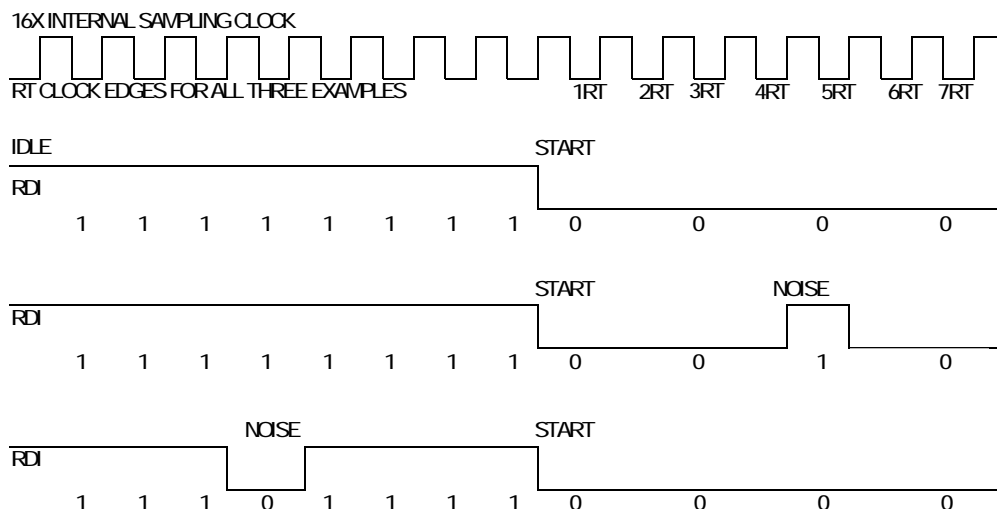 16X INTERNAL SAMPLING CLOCK
RT CLOCK EDGES FOR ALL THREE EXAMPLES 1RT 2RT 3RT 4RT 5RT 6RT 7RT
IDLE START
RDI
1 1 1 1 1 1 1 1 0 0 0 0
START NOISE
RDI
1 1 1 1 1 1 1 1 0 0 1 0
NOISE START
RDI
1 1 1 0 1 1 1 1 0 0 0 0